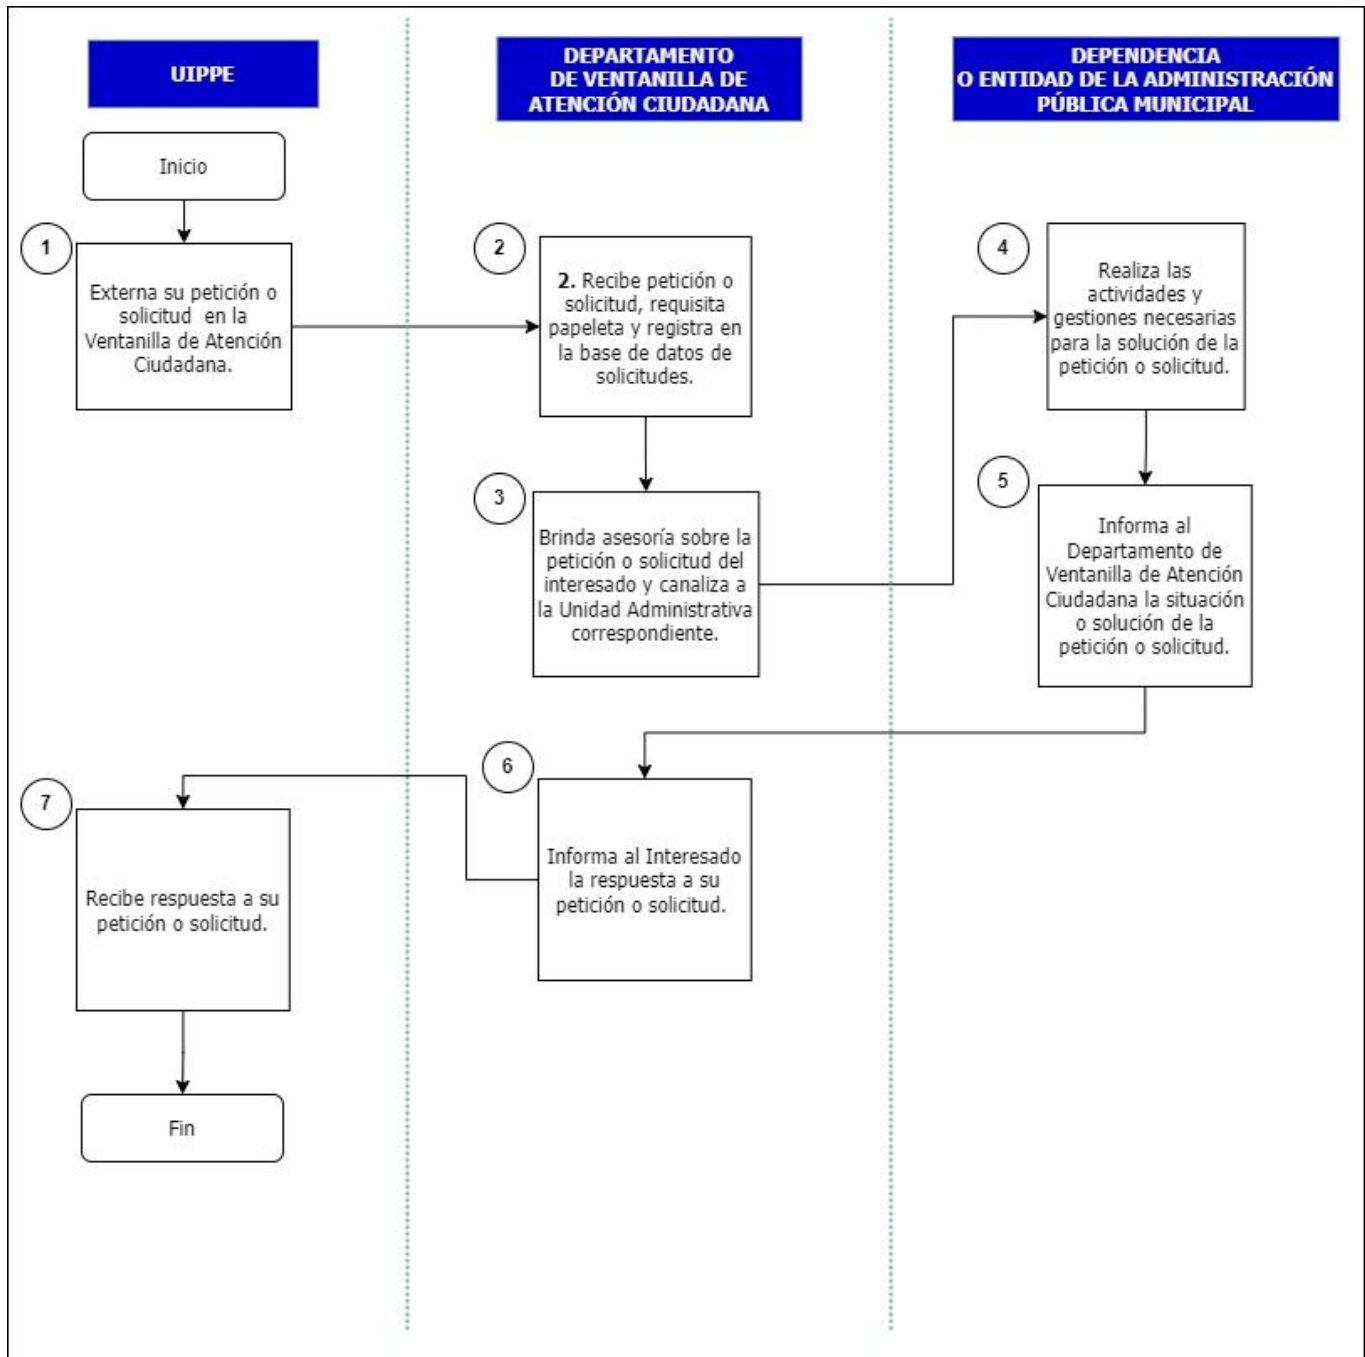 UIPPE
DEPARTAMENTO
DE VENTANILLA DE
ATENCIÓN CIUDADANA
DEPENDENCIA
O ENTIDAD DE LA ADMINISTRACIÓN
PÚBLICA MUNICIPAL
Inicio
1
Externa su petición o
solicitud en la
Ventanilla de Atención
Ciudadana.
2
2. Recibe petición o
solicitud, requisita
papeleta y registra en
la base de datos de
solicitudes.
3
Brinda asesoría sobre la
petición o solicitud del
interesado y canaliza a
la Unidad Administrativa
correspondiente.
4
Realiza las
actividades y
gestiones necesarias
para la solución de la
petición o solicitud.
5
Informa al
Departamento de
Ventanilla de Atención
Ciudadana la situación
o solución de la
petición o solicitud.
6
Informa al Interesado
la respuesta a su
petición o solicitud.
7
Recibe respuesta a su
petición o solicitud.
Fin